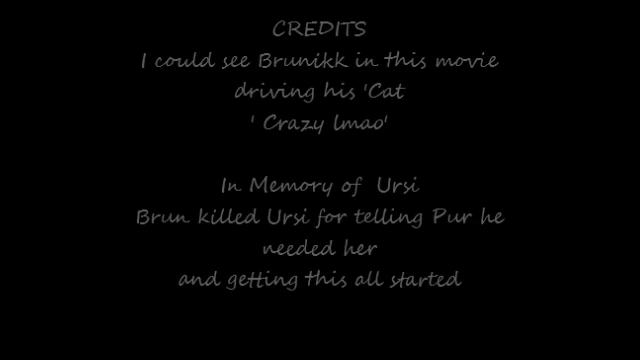 CREDITS
I could see Brunikk in this movie
driving his 'Cat
' Crazy lmao'
In Memory of Ursi
Brun killed Ursi for telling Pur he
needed her
and getting this all started